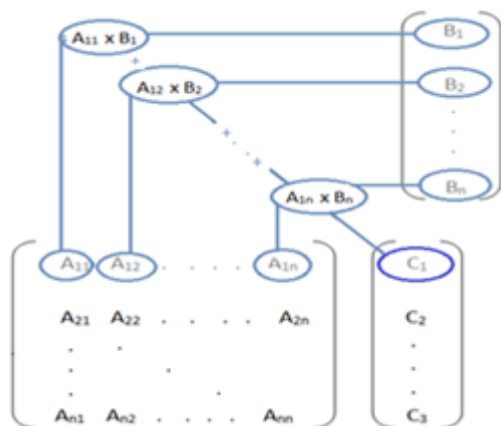 A₁₁ x B₁ B₁
+
A₁₂ x B₂ B₂
+ . . . +
A₁ₙ x Bₙ Bₙ
A₁₁ A₁₂ . . . . A₁ₙ C₁
A₂₁ A₂₂ . . . . A₂ₙ C₂
Aₙ₁ Aₙ₂ . . . . Aₙₙ C₃